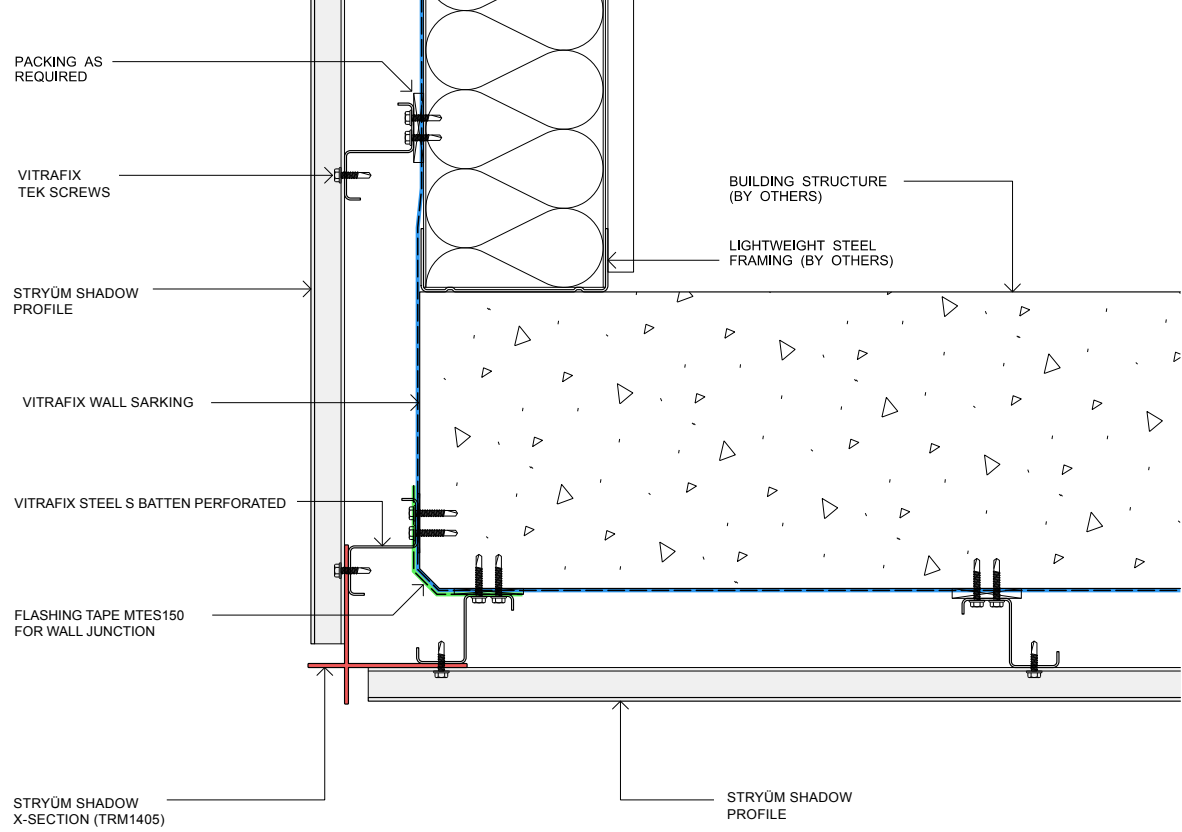 PACKING AS
REQUIRED
VITRAFIX
TEK SCREWS
BUILDING STRUCTURE
(BY OTHERS)
LIGHTWEIGHT STEEL
FRAMING (BY OTHERS)
STRYÜM SHADOW
PROFILE
VITRAFIX WALL SARKING
VITRAFIX STEEL S BATTEN PERFORATED
FLASHING TAPE MTES150
FOR WALL JUNCTION
STRYÜM SHADOW
X-SECTION (TRM1405)
STRYÜM SHADOW
PROFILE